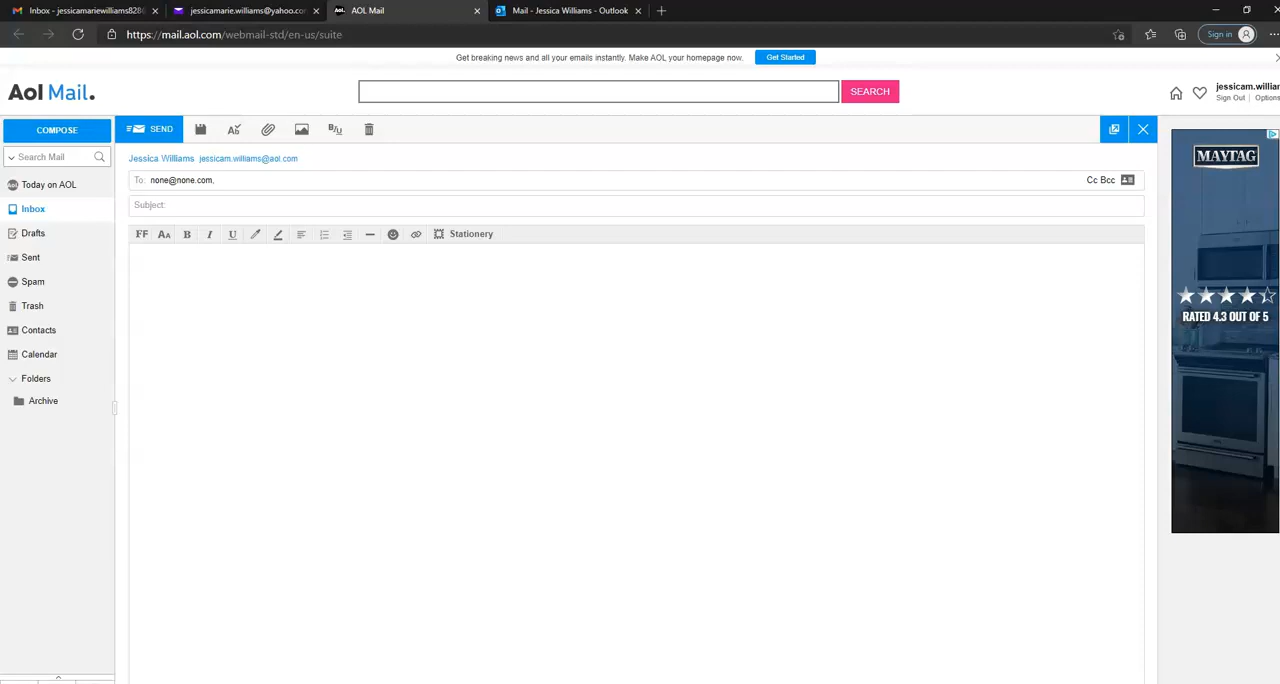 Inbox - jessicamariewilliams828(
jessicamarie.williams@yahoo.co
Aol. AOL Mail
Mail - Jessica Williams - Outlook
https://mail.aol.com/webmail-std/en-us/suite
Sign in
Get breaking news and all your emails instantly. Make AOL your homepage now. Get Started
Aol Mail. SEARCH
jessicam.williar
Sign Out | Options
COMPOSE SEND
Search Mail
Jessica Williams jessicam.williams@aol.com
To: none@none.com, Cc Bcc
Subject:
FF AA B I U Stationery
Today on AOL
Inbox
Drafts
Sent
Spam
Trash
Contacts
Calendar
Folders
Archive
MAYTAG
RATED 4.3 OUT OF 5